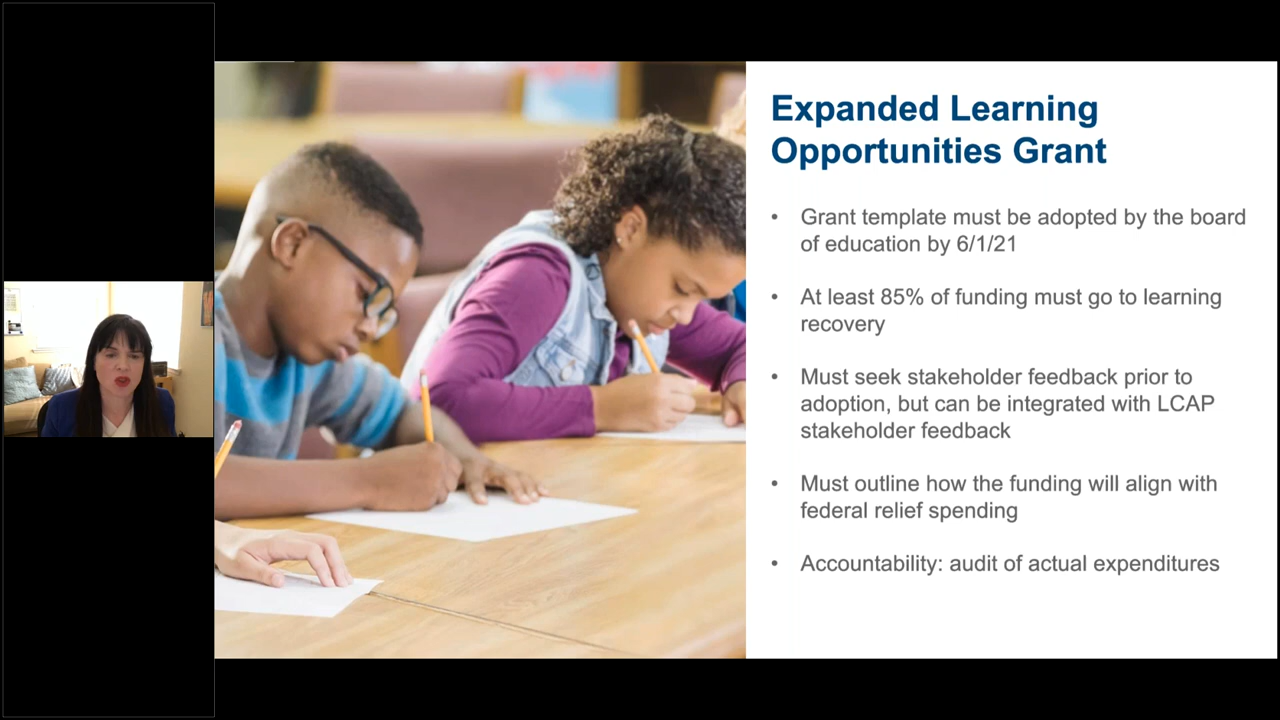 Expanded Learning
Opportunities Grant
• Grant template must be adopted by the board
of education by 6/1/21
• At least 85% of funding must go to learning
recovery
• Must seek stakeholder feedback prior to
adoption, but can be integrated with LCAP
stakeholder feedback
• Must outline how the funding will align with
federal relief spending
• Accountability: audit of actual expenditures